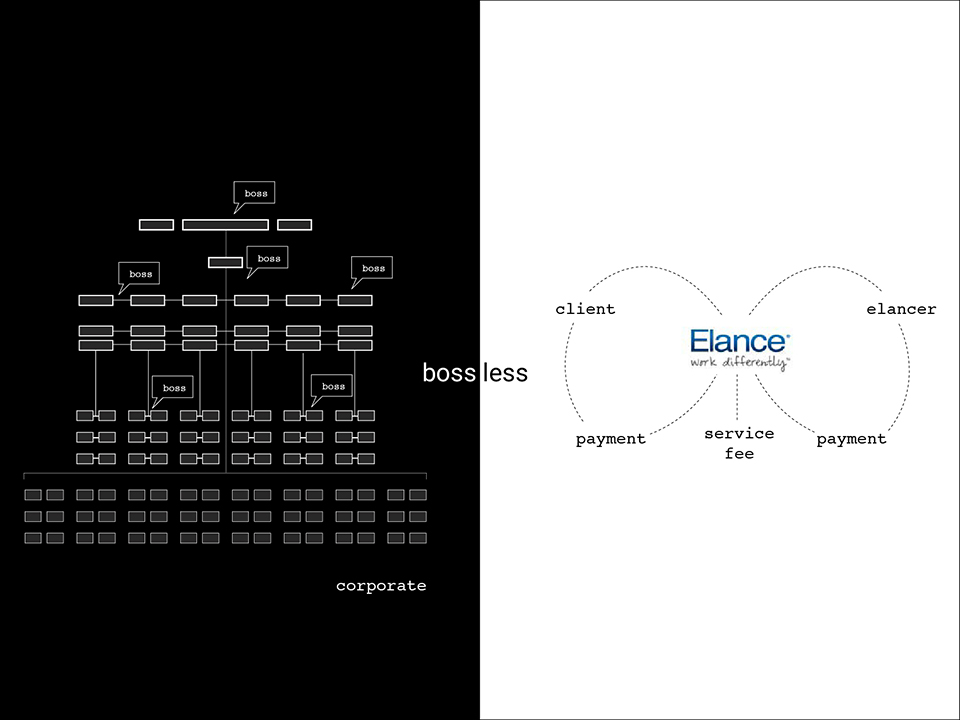 boss
boss
boss
boss
boss
boss
corporate
boss less
client
elancer
Elance
work differently™
payment
service
fee
payment